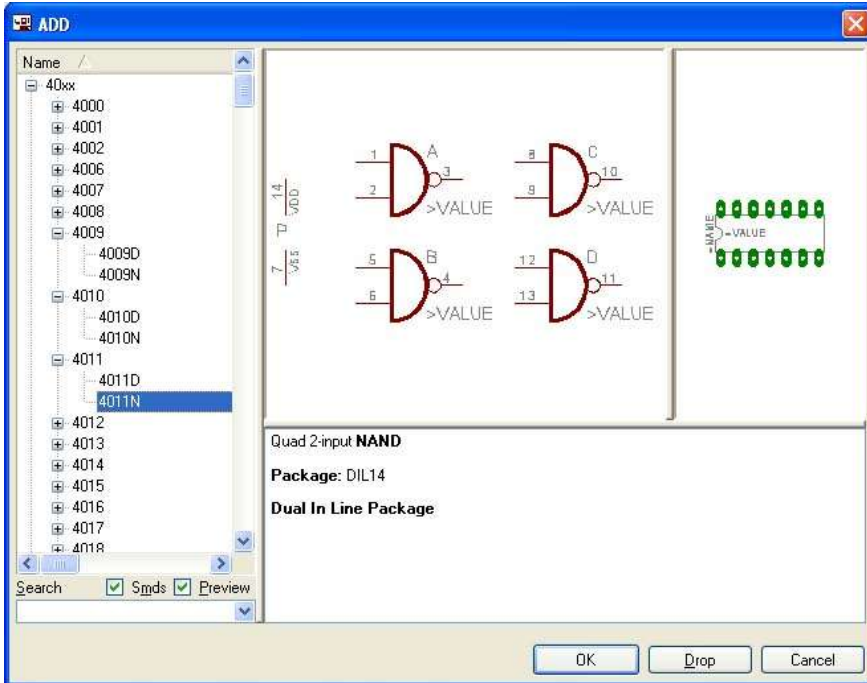 ADD
Name
40xx
4000
4001
4002
4006
4007
4008
4009
4009D
4009N
4010
4010D
4010N
4011
4011D
4011N
4012
4013
4014
4015
4016
4017
4018
Search Smds Preview
14
VDD
P
7
VSS
1
2
A
3
>VALUE
8
9
C
10
>VALUE
5
6
B
4
>VALUE
12
13
D
11
>VALUE
>NAME
>VALUE
Quad 2-input NAND
Package: DIL14
Dual In Line Package
OK Drop Cancel